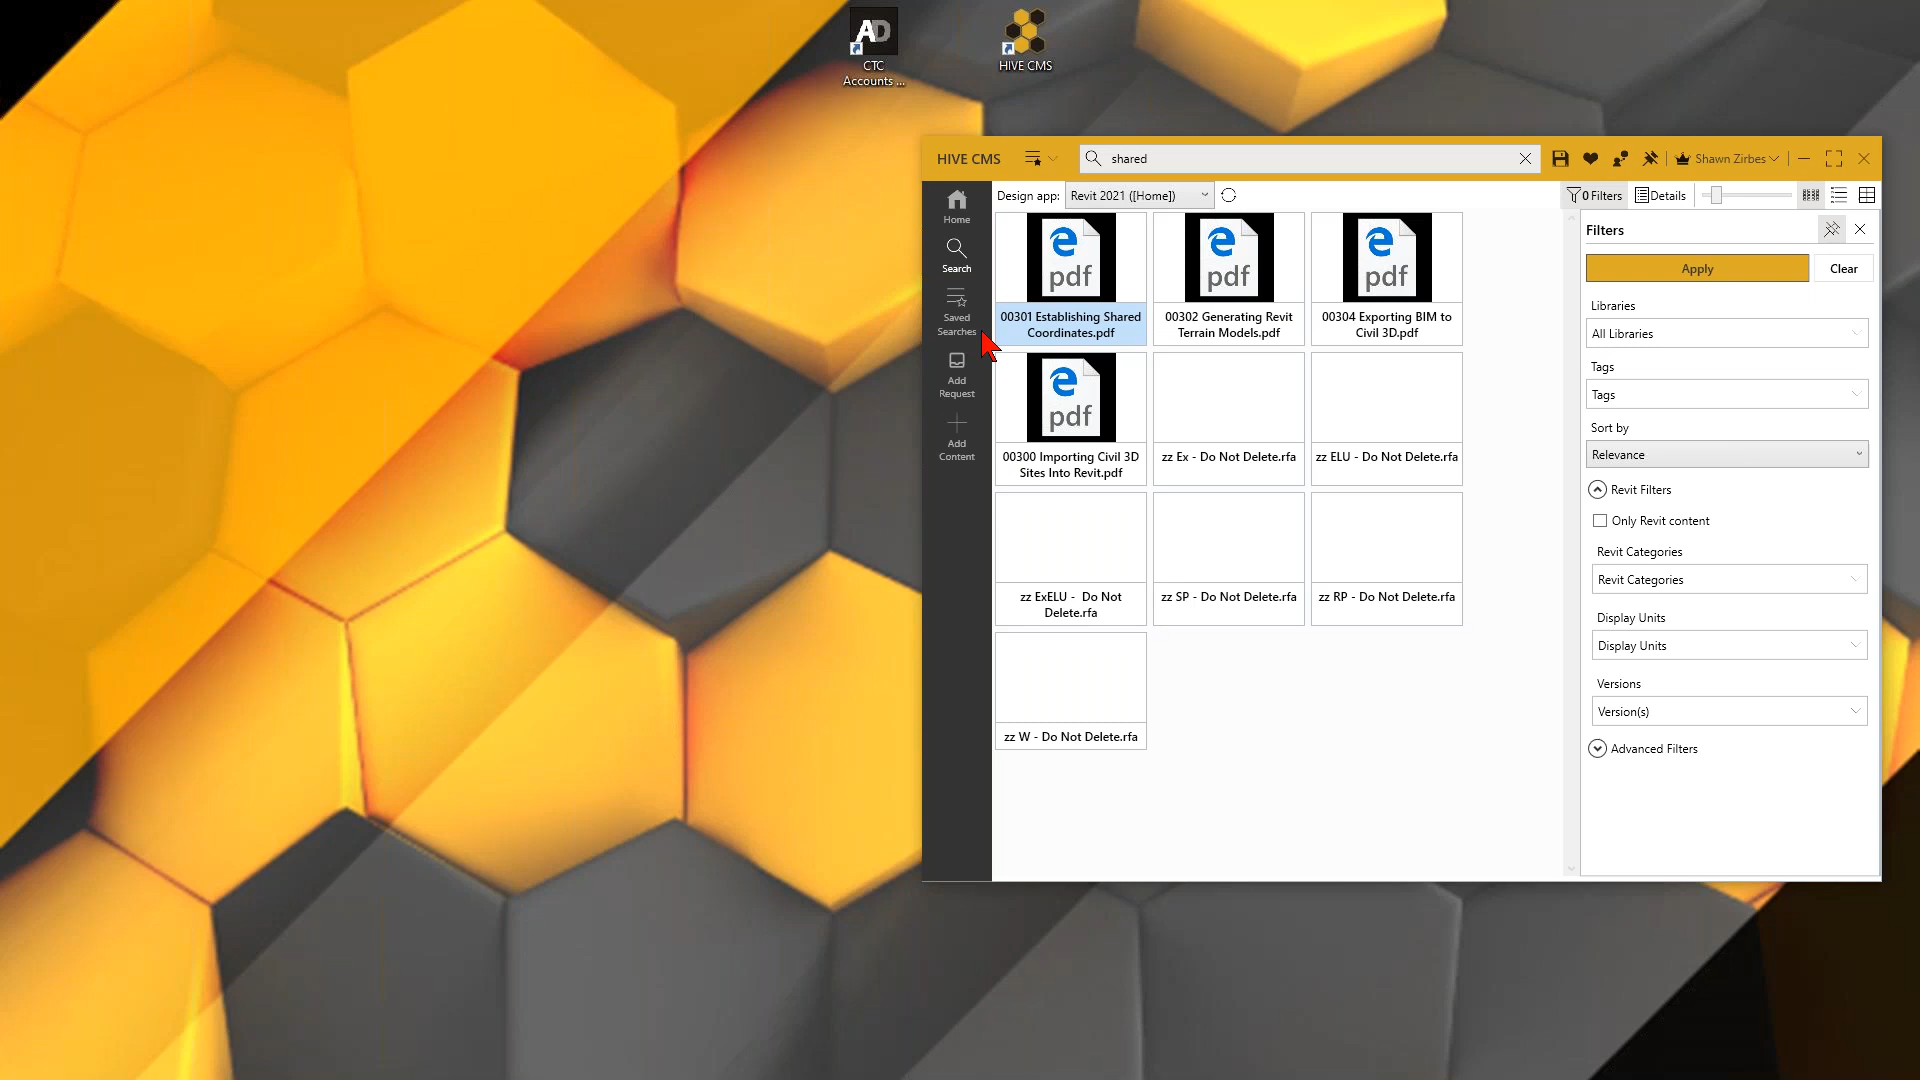 AD
CTC
Accounts ...
HIVE CMS
HIVE CMS
shared
Shawn Zirbes
Design app:
Revit 2021 ([Home])
0 Filters
Details
Home
Search
Saved
Searches
Add
Request
Add
Content
pdf
00301 Establishing Shared
Coordinates.pdf
pdf
00302 Generating Revit
Terrain Models.pdf
pdf
00304 Exporting BIM to
Civil 3D.pdf
pdf
00300 Importing Civil 3D
Sites Into Revit.pdf
zz Ex - Do Not Delete.rfa
zz ELU - Do Not Delete.rfa
zz ExELU -  Do Not
Delete.rfa
zz SP - Do Not Delete.rfa
zz RP - Do Not Delete.rfa
zz W - Do Not Delete.rfa
Filters
Apply
Clear
Libraries
All Libraries
Tags
Tags
Sort by
Relevance
Revit Filters
Only Revit content
Revit Categories
Revit Categories
Display Units
Display Units
Versions
Version(s)
Advanced Filters